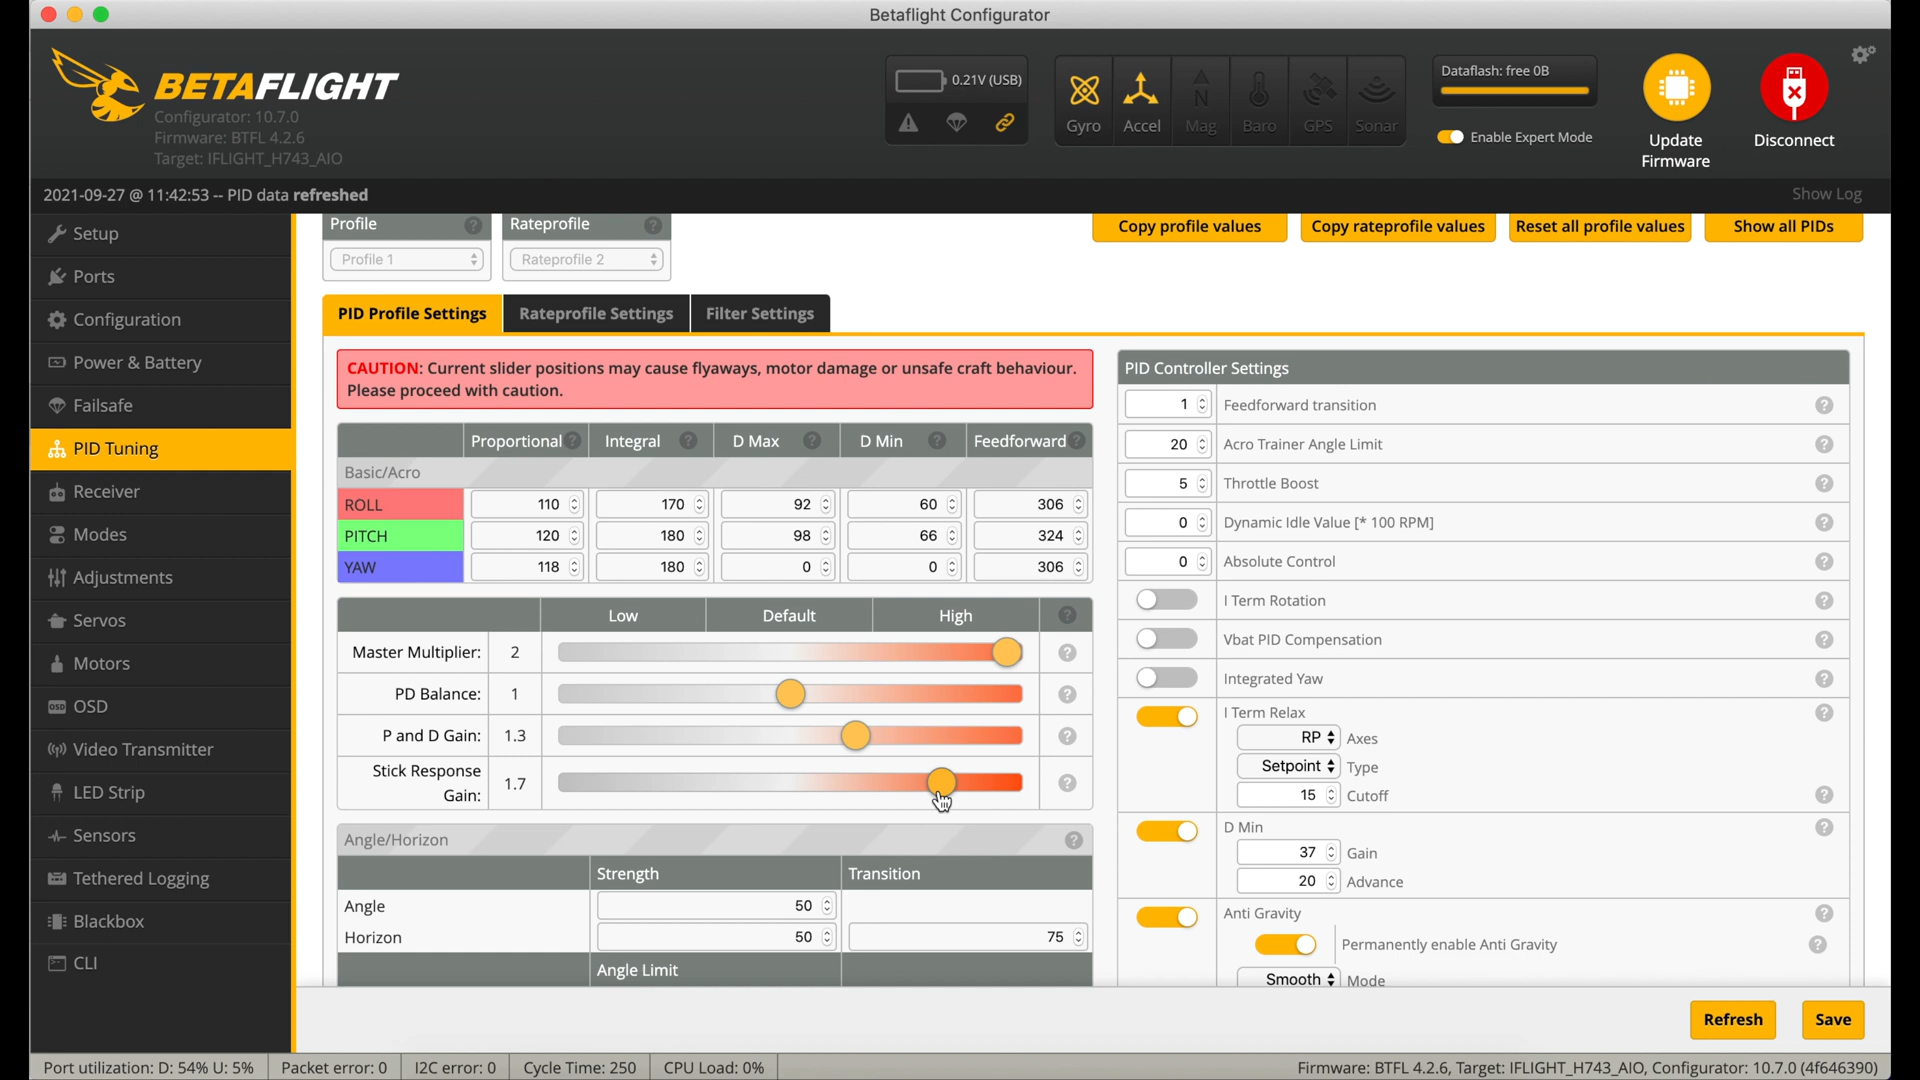 Betaflight Configurator
BETAFLIGHT
Configurator: 10.7.0
Firmware: BTFL 4.2.6
Target: IFLIGHT_H743_AIO
0.21V (USB)
Gyro Accel Mag Baro GPS Sonar
Dataflash: free 0B
Enable Expert Mode
Update Firmware
Disconnect
2021-09-27 @ 11:42:53 -- PID data refreshed
Show Log
Setup
Ports
Configuration
Power & Battery
Failsafe
PID Tuning
Receiver
Modes
Adjustments
Servos
Motors
OSD
Video Transmitter
LED Strip
Sensors
Tethered Logging
Blackbox
CLI
Profile
Profile 1
Rateprofile
Rateprofile 2
Copy profile values
Copy rateprofile values
Reset all profile values
Show all PIDs
PID Profile Settings
Rateprofile Settings
Filter Settings
CAUTION: Current slider positions may cause flyaways, motor damage or unsafe craft behaviour.
Please proceed with caution.
Proportional Integral D Max D Min Feedforward
Basic/Acro
ROLL 110 170 92 60 306
PITCH 120 180 98 66 324
YAW 118 180 0 0 306
Low Default High
Master Multiplier: 2
PD Balance: 1
P and D Gain: 1.3
Stick Response
Gain: 1.7
Angle/Horizon
Strength Transition
Angle 50
Horizon 50 75
Angle Limit
PID Controller Settings
1 Feedforward transition
20 Acro Trainer Angle Limit
5 Throttle Boost
0 Dynamic Idle Value [* 100 RPM]
0 Absolute Control
I Term Rotation
Vbat PID Compensation
Integrated Yaw
I Term Relax
RP Axes
Setpoint Type
15 Cutoff
D Min
37 Gain
20 Advance
Anti Gravity
Permanently enable Anti Gravity
Smooth Mode
Refresh
Save
Port utilization: D: 54% U: 5%
Packet error: 0
I2C error: 0
Cycle Time: 250
CPU Load: 0%
Firmware: BTFL 4.2.6, Target: IFLIGHT_H743_AIO, Configurator: 10.7.0 (4f646390)